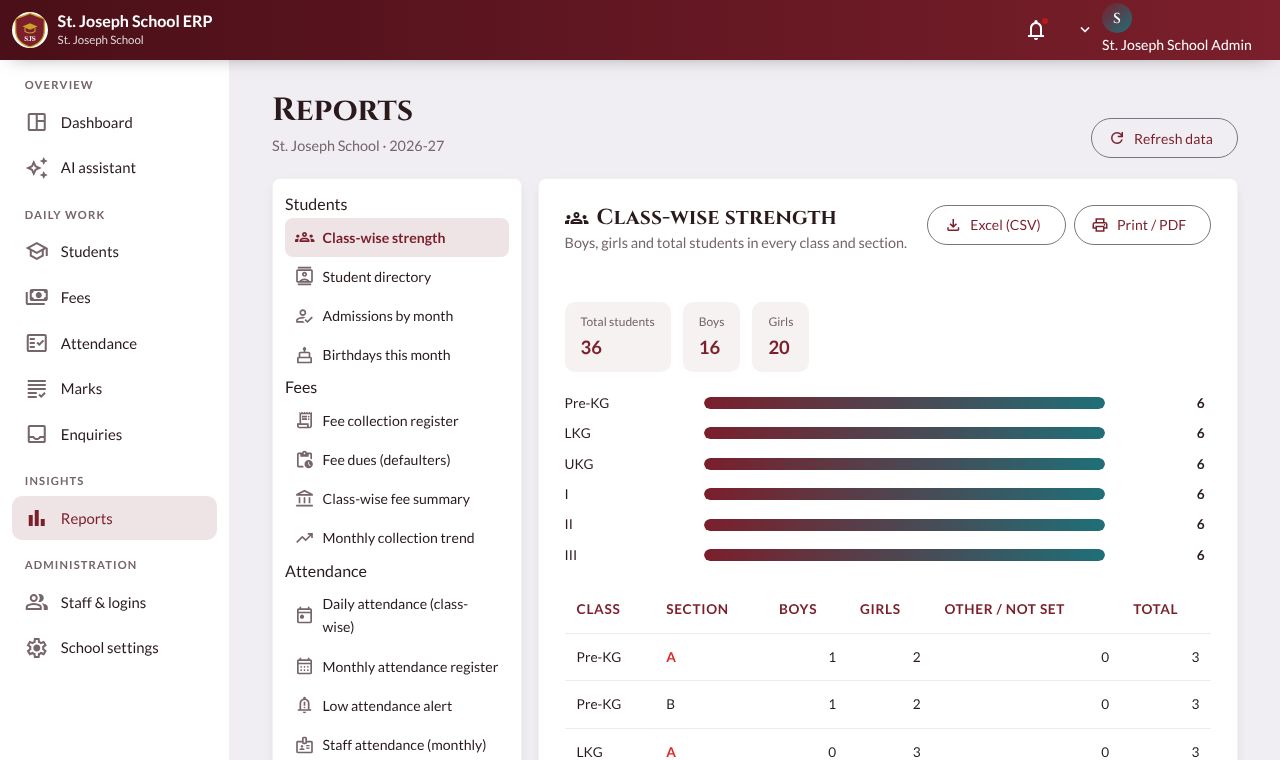 SJS
St. Joseph School ERP
St. Joseph School
S
St. Joseph School Admin
OVERVIEW
Dashboard
AI assistant
DAILY WORK
Students
Fees
Attendance
Marks
Enquiries
INSIGHTS
Reports
ADMINISTRATION
Staff & logins
School settings
Reports
St. Joseph School · 2026-27
Refresh data
Students
Class-wise strength
Student directory
Admissions by month
Birthdays this month
Fees
Fee collection register
Fee dues (defaulters)
Class-wise fee summary
Monthly collection trend
Attendance
Daily attendance (class-
wise)
Monthly attendance register
Low attendance alert
Staff attendance (monthly)
Class-wise strength
Boys, girls and total students in every class and section.
Excel (CSV)
Print / PDF
Total students
36
Boys
16
Girls
20
Pre-KG 6
LKG 6
UKG 6
I 6
II 6
III 6
CLASS SECTION BOYS GIRLS OTHER / NOT SET TOTAL
Pre-KG A 1 2 0 3
Pre-KG B 1 2 0 3
LKG A 0 3 0 3